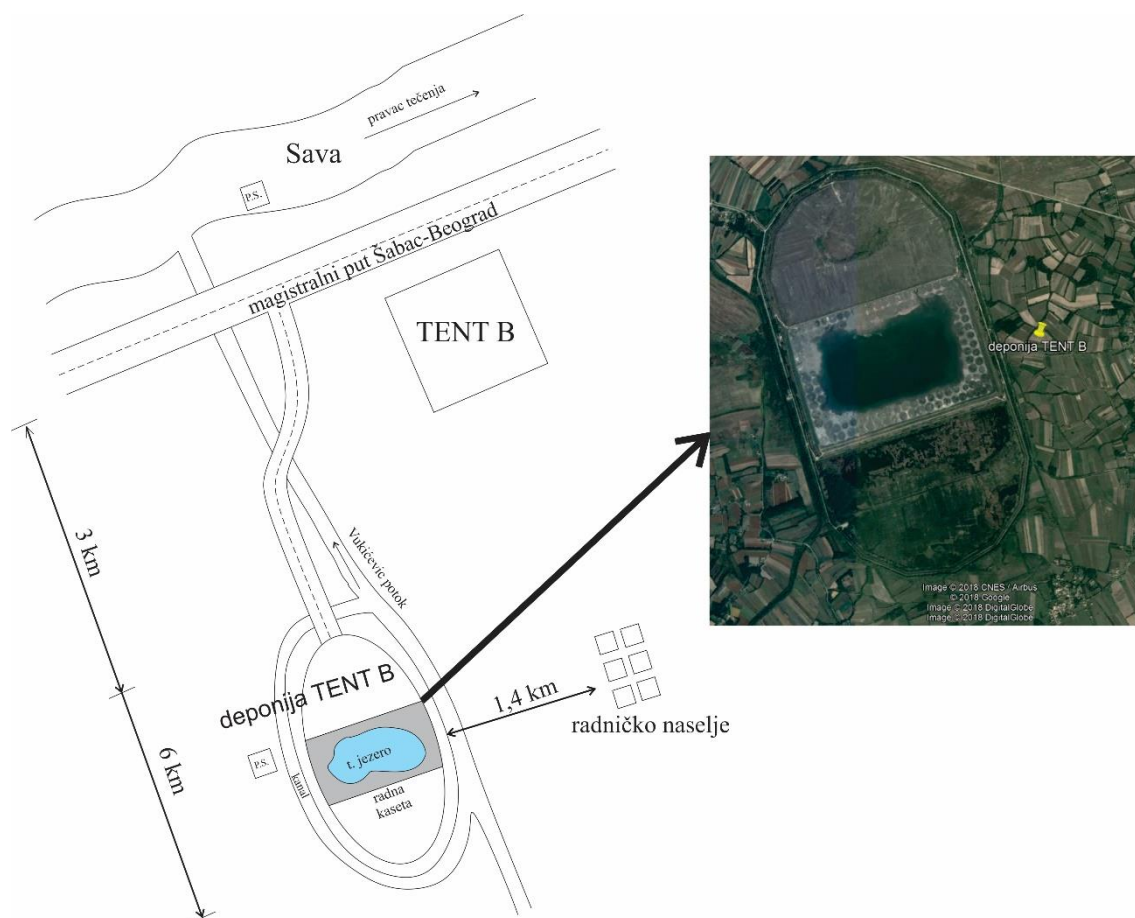 pravac tečenja
Sava
P.S.
magistralni put Šabac-Beograd
TENT B
deponija TENT B
3 km
Vukićevic potok
Image © 2018 CNES / Airbus
© 2018 Google
Image © 2018 DigitalGlobe
Image © 2018 DigitalGlobe
deponija TENT B
1,4 km
radničko naselje
6 km
P.S.
t. jezero
kanal
radna
kaseta